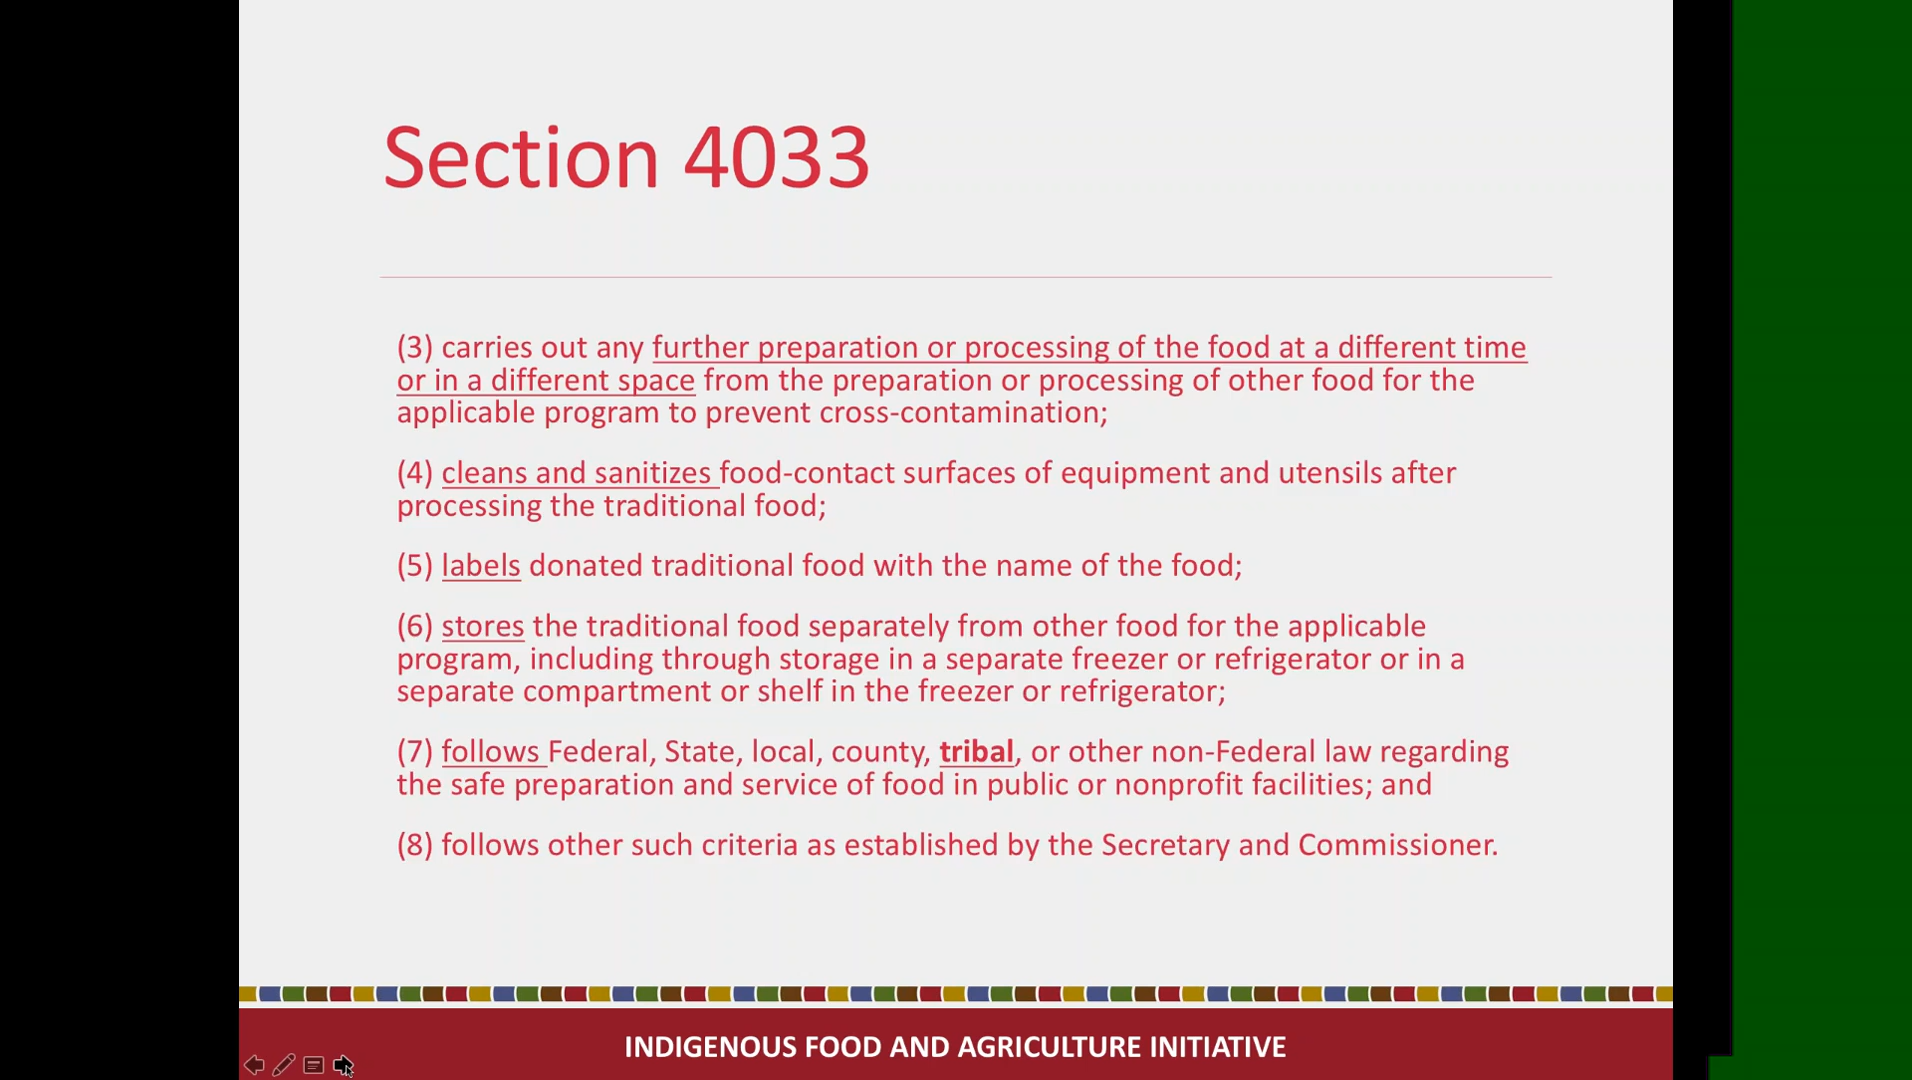 Section 4033
(3) carries out any further preparation or processing of the food at a different time
or in a different space from the preparation or processing of other food for the
applicable program to prevent cross-contamination;
(4) cleans and sanitizes food-contact surfaces of equipment and utensils after
processing the traditional food;
(5) labels donated traditional food with the name of the food;
(6) stores the traditional food separately from other food for the applicable
program, including through storage in a separate freezer or refrigerator or in a
separate compartment or shelf in the freezer or refrigerator;
(7) follows Federal, State, local, county, tribal, or other non-Federal law regarding
the safe preparation and service of food in public or nonprofit facilities; and
(8) follows other such criteria as established by the Secretary and Commissioner.
INDIGENOUS FOOD AND AGRICULTURE INITIATIVE